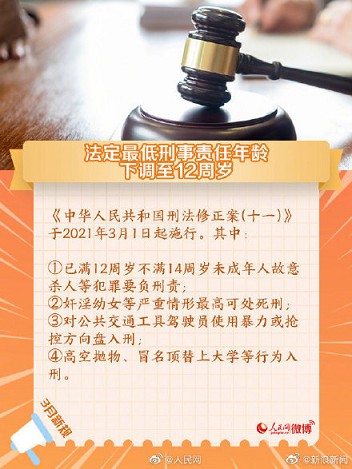 法定最低刑事责任年龄
下调至12周岁
《中华人民共和国刑法修正案(十一)》
于2021年3月1日起施行。其中:
①已满12周岁不满14周岁未成年人故意
杀人等犯罪要负刑责;
②奸淫幼女等严重情形最高可处死刑;
③对公共交通工具驾驶员使用暴力或抢
控方向盘入刑;
④高空抛物、冒名顶替上大学等行为入
刑。
3月新规
人民网 微博
@人民网
@新浪新闻